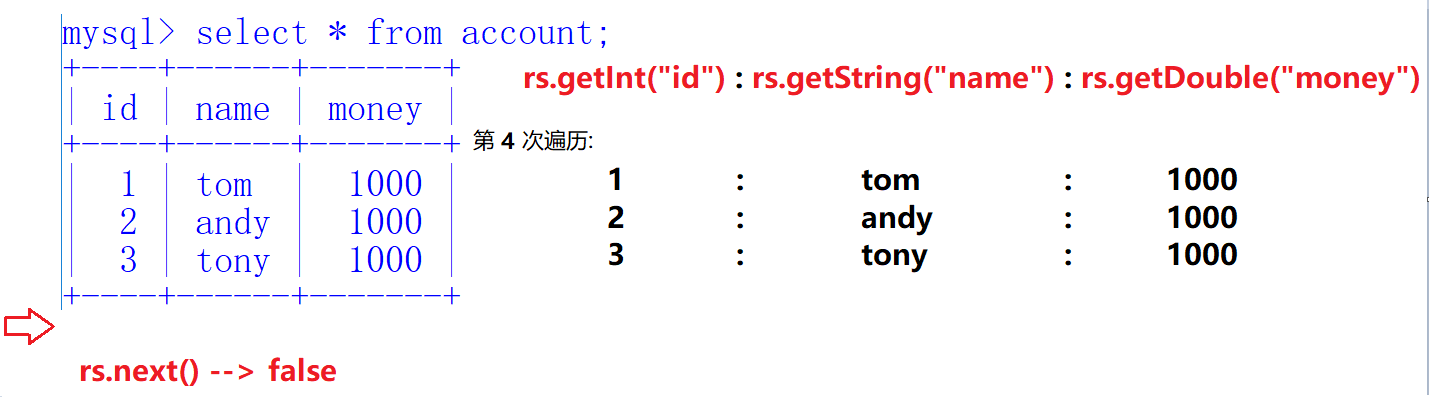 mysql> select * from account;
+----+------+-------+
rs.getInt("id") : rs.getString("name") : rs.getDouble("money")
| id | name | money |
+----+------+-------+
第 4 次遍历:
| 1 | tom | 1000 |
1 : tom : 1000
| 2 | andy | 1000 |
2 : andy : 1000
| 3 | tony | 1000 |
3 : tony : 1000
+----+------+-------+
rs.next() --> false